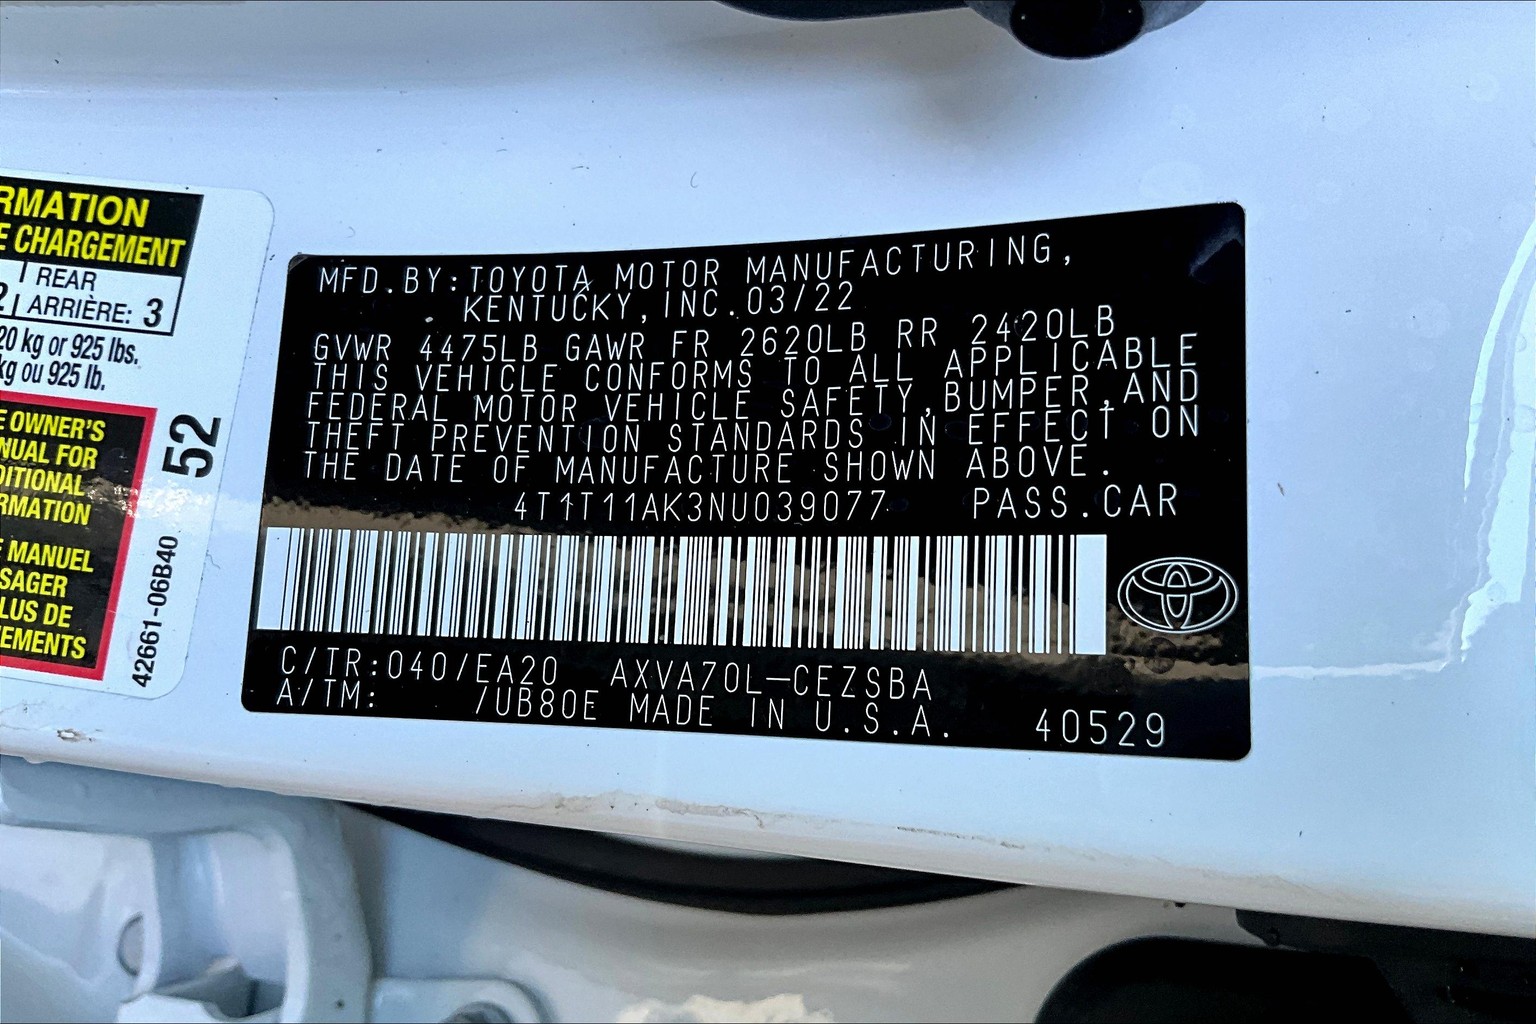 RMATION
E CHARGEMENT
REAR
ARRIÈRE: 3
20 kg or 925 lbs.
kg ou 925 lb.
E OWNER'S
NUAL FOR
DITIONAL
RMATION
E MANUEL
SAGER
LUS DE
EMENTS
52
42661-06B40
MFD.BY:TOYOTA MOTOR MANUFACTURING,
KENTUCKY,INC.03/22
GVWR 4475LB GAWR FR 2620LB RR 2420LB
THIS VEHICLE CONFORMS TO ALL APPLICABLE
FEDERAL MOTOR VEHICLE SAFETY,BUMPER,AND
THEFT PREVENTION STANDARDS IN EFFECT ON
THE DATE OF MANUFACTURE SHOWN ABOVE.
4T1T11AK3NU039077 PASS.CAR
C/TR:040/EA20 AXVA70L-CEZSBA
A/TM: /UB80E MADE IN U.S.A. 40529